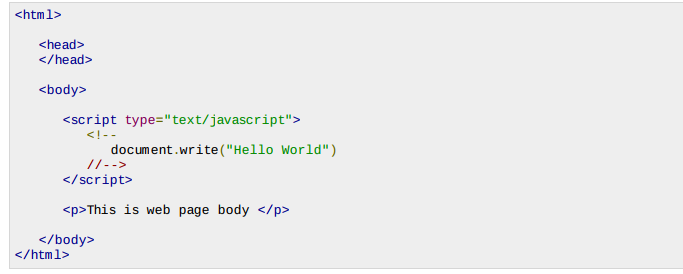 <html>
<head>
</head>
<body>
<script type="text/javascript">
<!--
document.write("Hello World")
//-->
</script>
<p>This is web page body </p>
</body>
</html>